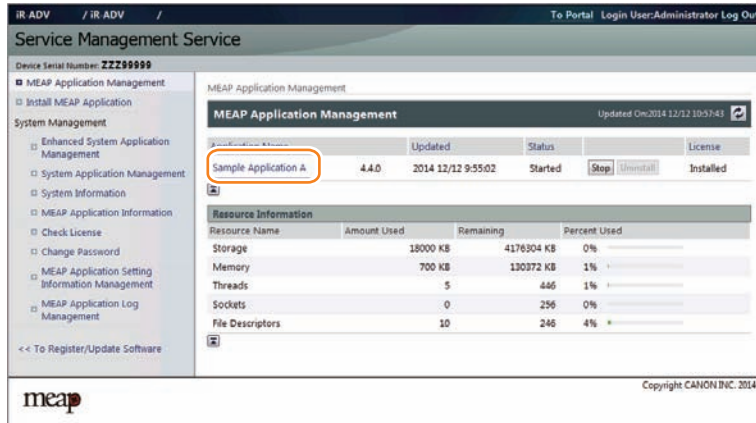 iR ADV / iR ADV / To Portal Login User:Administrator Log Out
Service Management Service
Device Serial Number: ZZZ99999
MEAP Application Management
Install MEAP Application
System Management
Enhanced System Application
Management
System Application Management
System Information
MEAP Application Information
Check License
Change Password
MEAP Application Setting
Information Management
MEAP Application Log
Management
<< To Register/Update Software
MEAP Application Management
MEAP Application Management Updated On:2014 12/12 10:57:43
Application Name Updated Status License
Sample Application A 4.4.0 2014 12/12 9:55:02 Started Stop Uninstall Installed
Resource Information
Resource Name Amount Used Remaining Percent Used
Storage 18000 KB 4176304 KB 0%
Memory 700 KB 130372 KB 1%
Threads 5 446 1%
Sockets 0 256 0%
File Descriptors 10 246 4%
meap
Copyright CANON INC. 2014